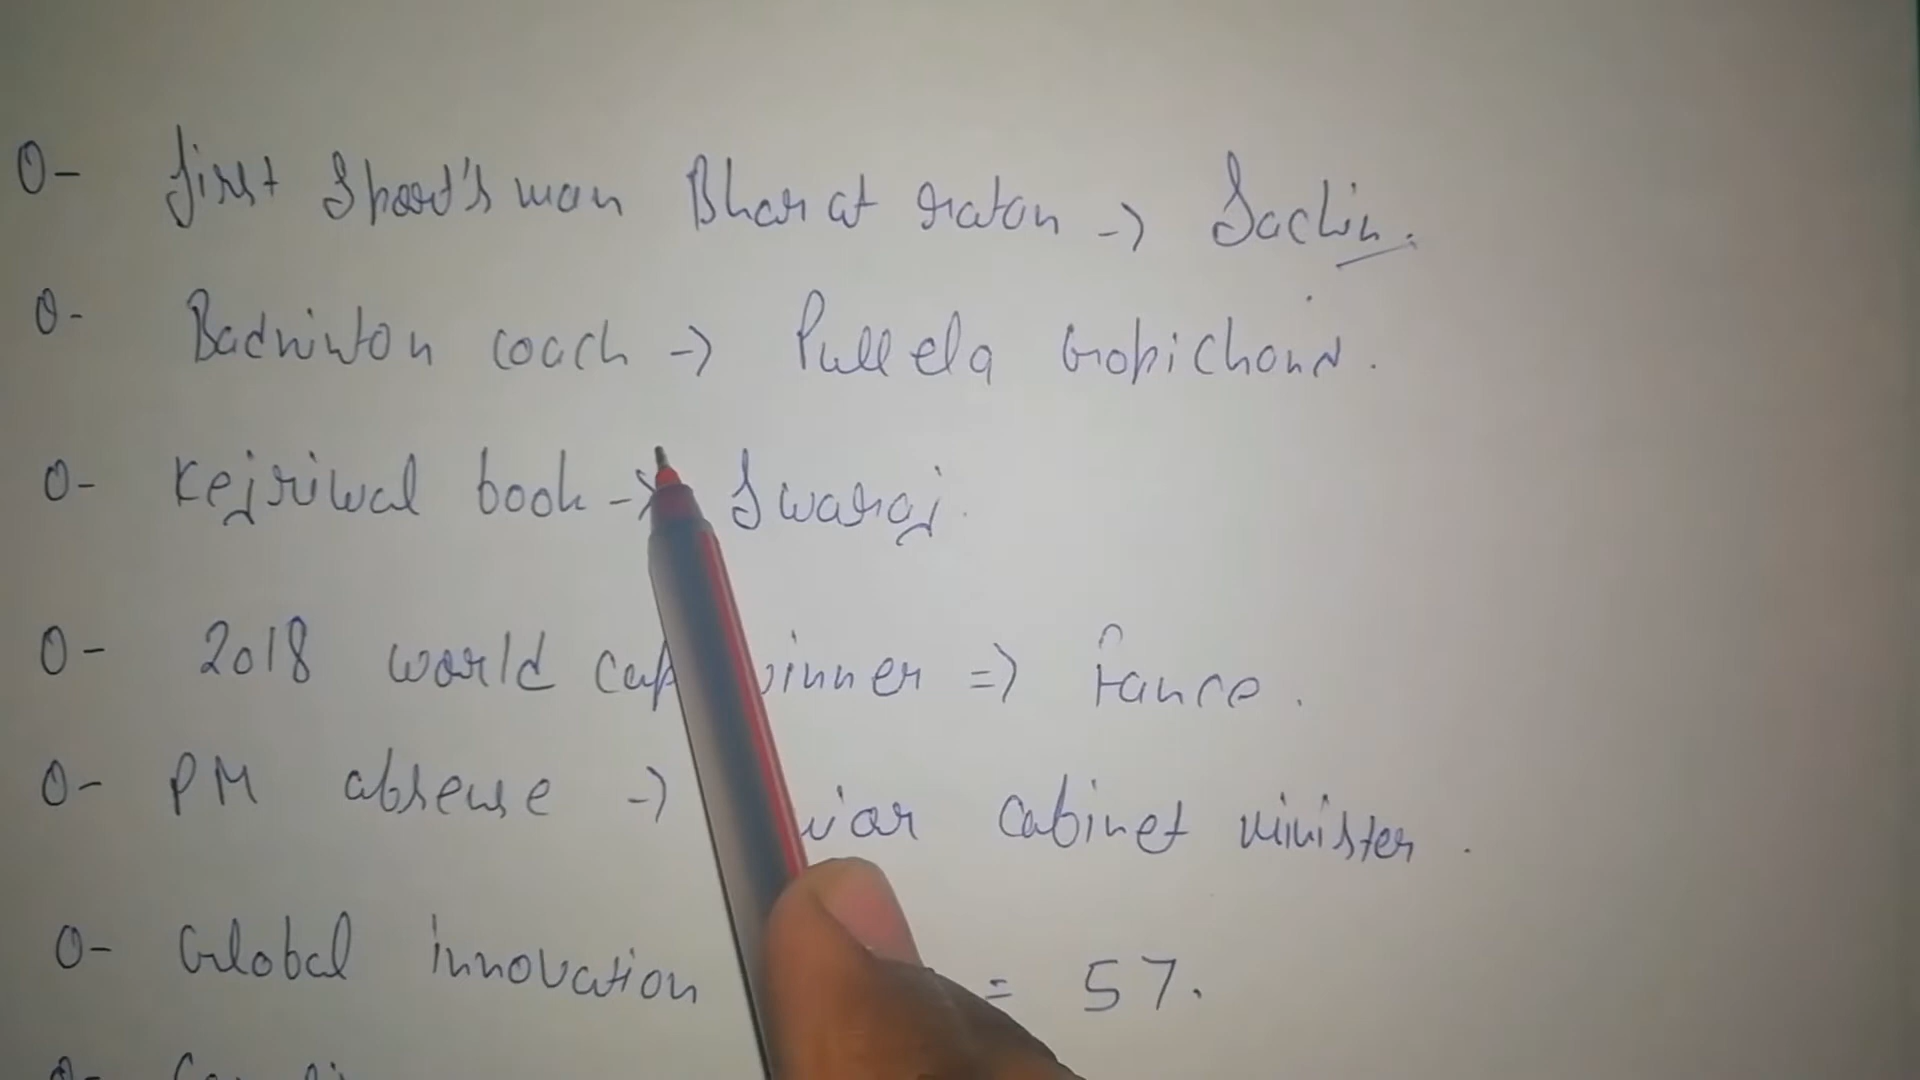 O- first Sport's man Bharat ratan -> Sachin.
O- Badminton coach -> Pullela Gopichand.
O- Kejriwal book -> Swaraj.
O- 2018 world cup winner => France.
O- PM absense -> cabinet minister.
O- Global innovation = 57.